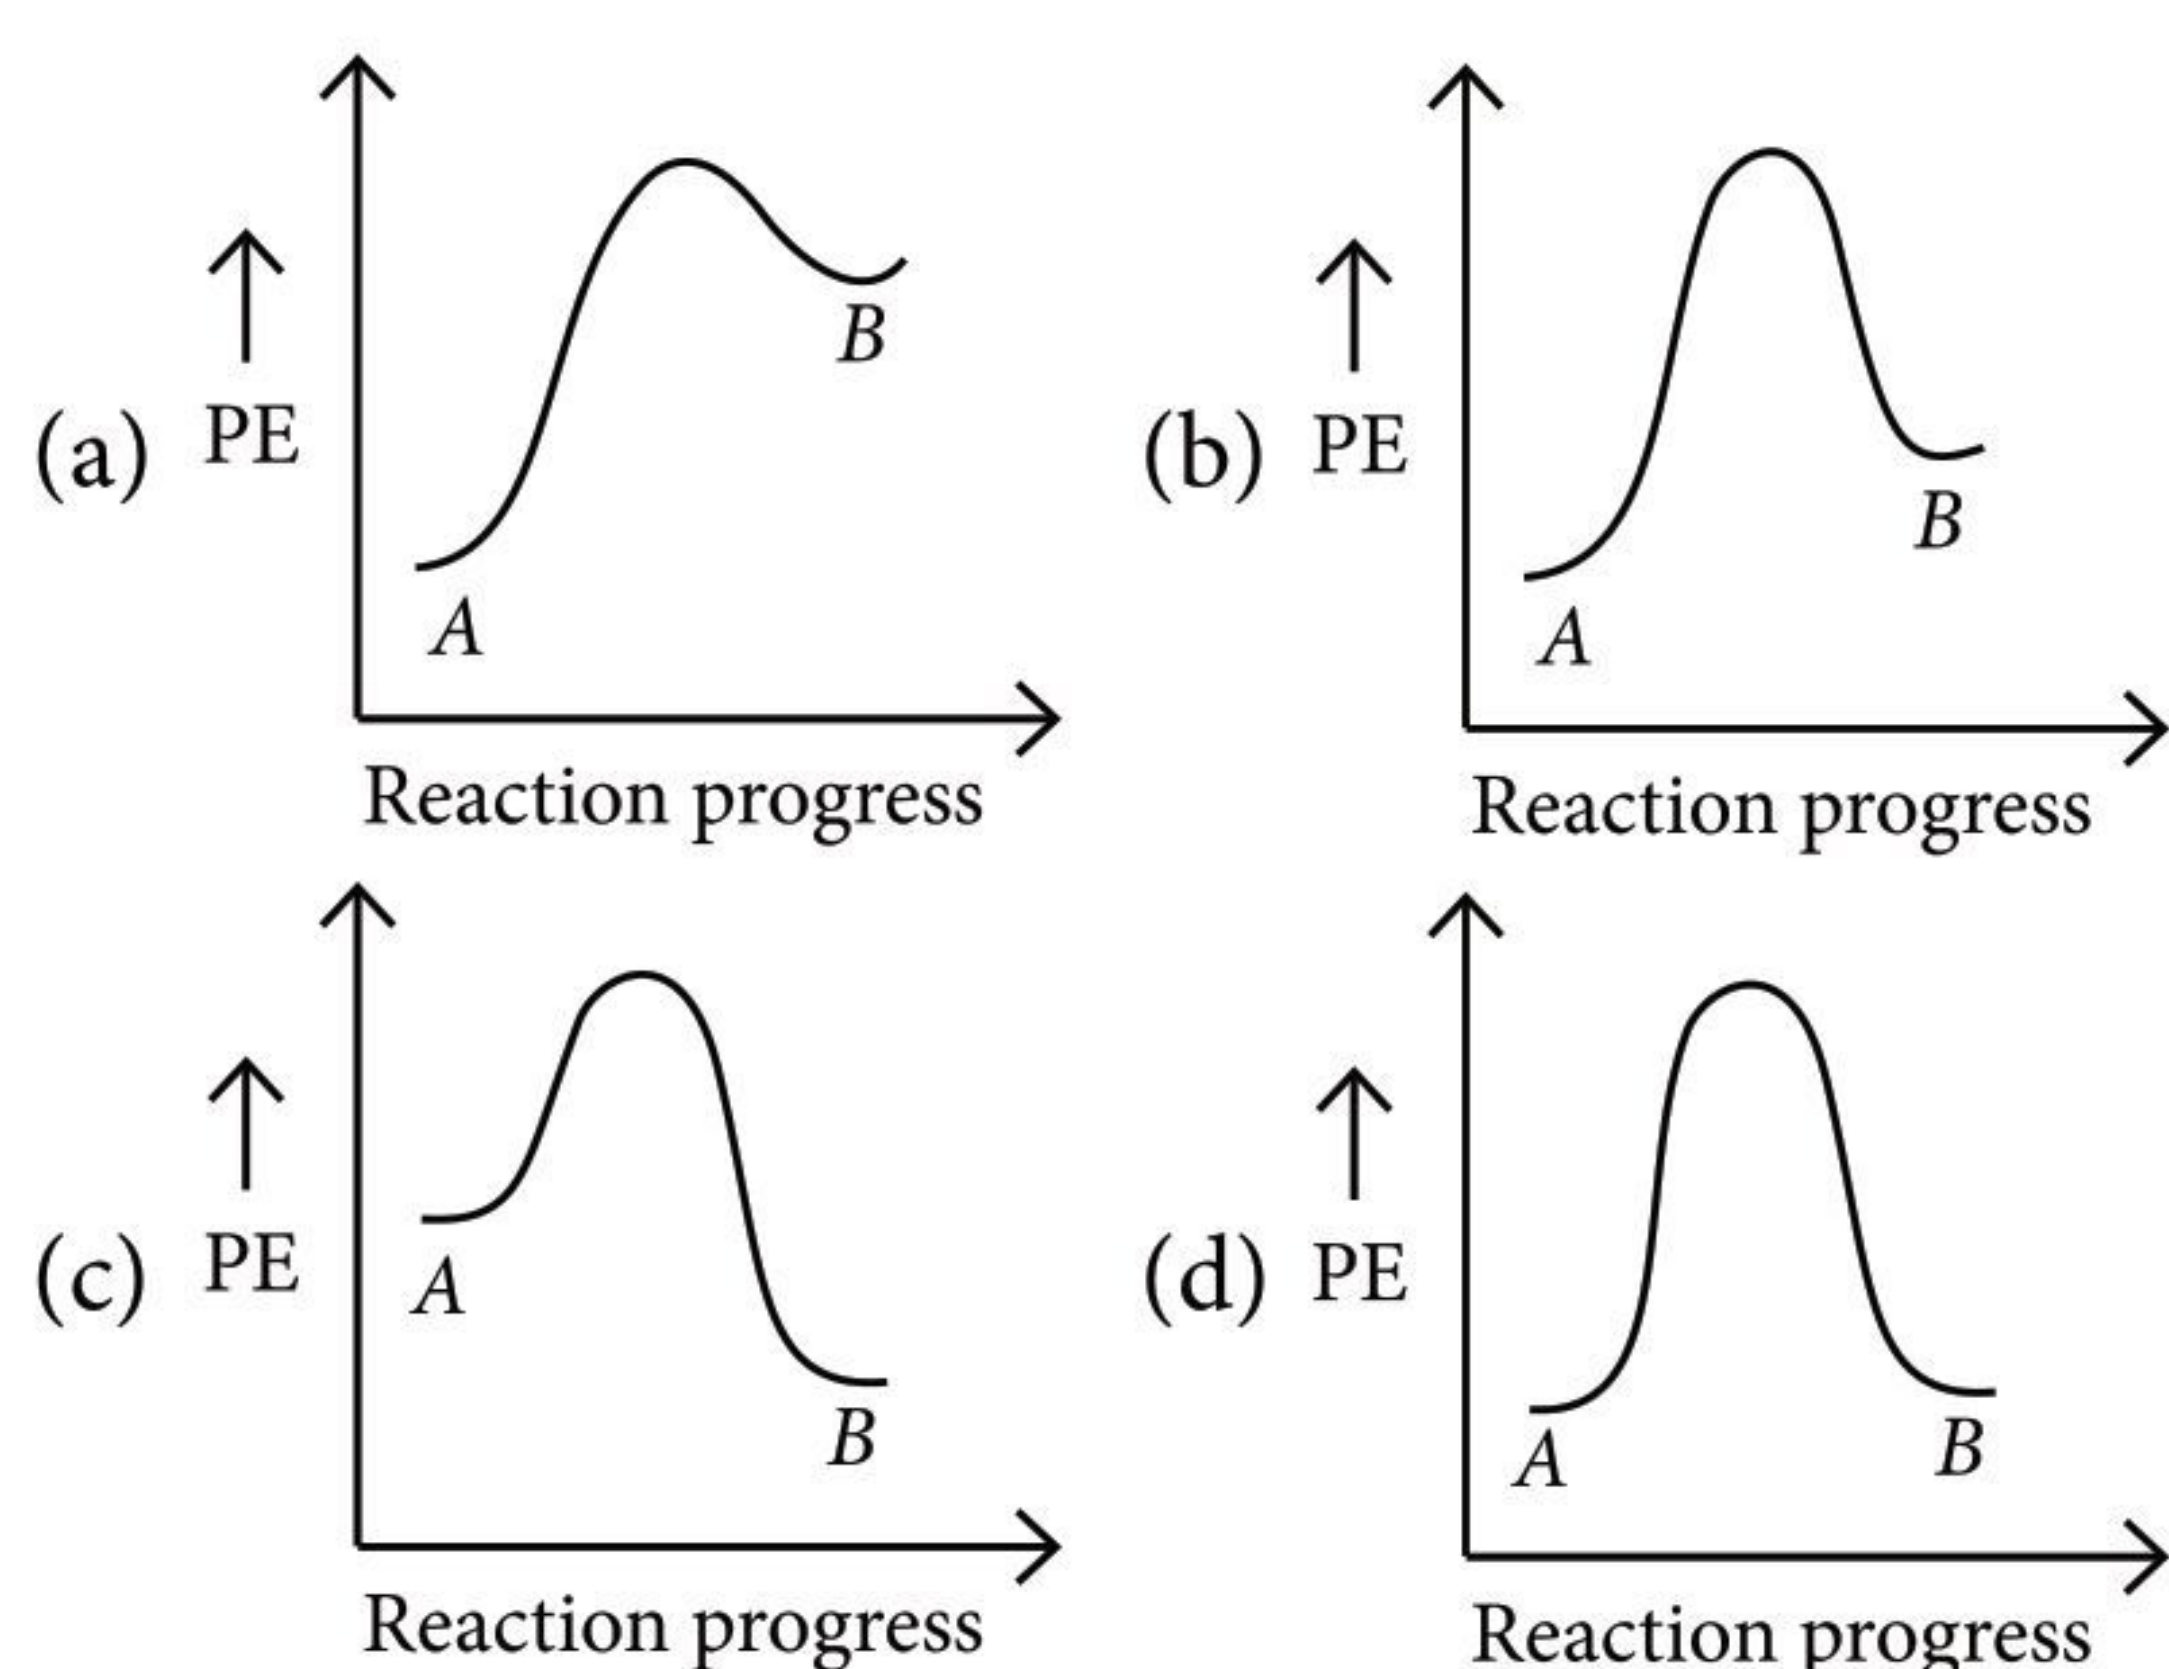 (a) PE
A
B
Reaction progress
(b) PE
A
B
Reaction progress
(c) PE
A
B
Reaction progress
(d) PE
A
B
Reaction progress